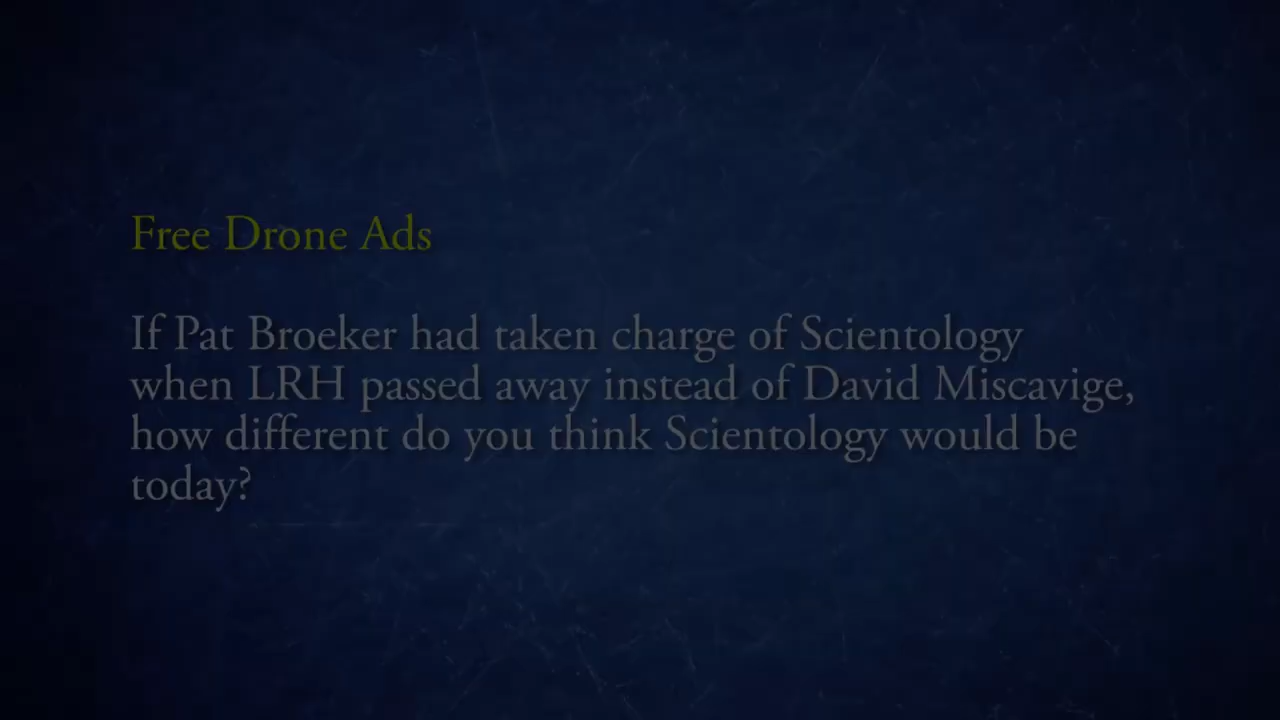 Free Drone Ads
If Pat Broeker had taken charge of Scientology
when LRH passed away instead of David Miscavige,
how different do you think Scientology would be
today?